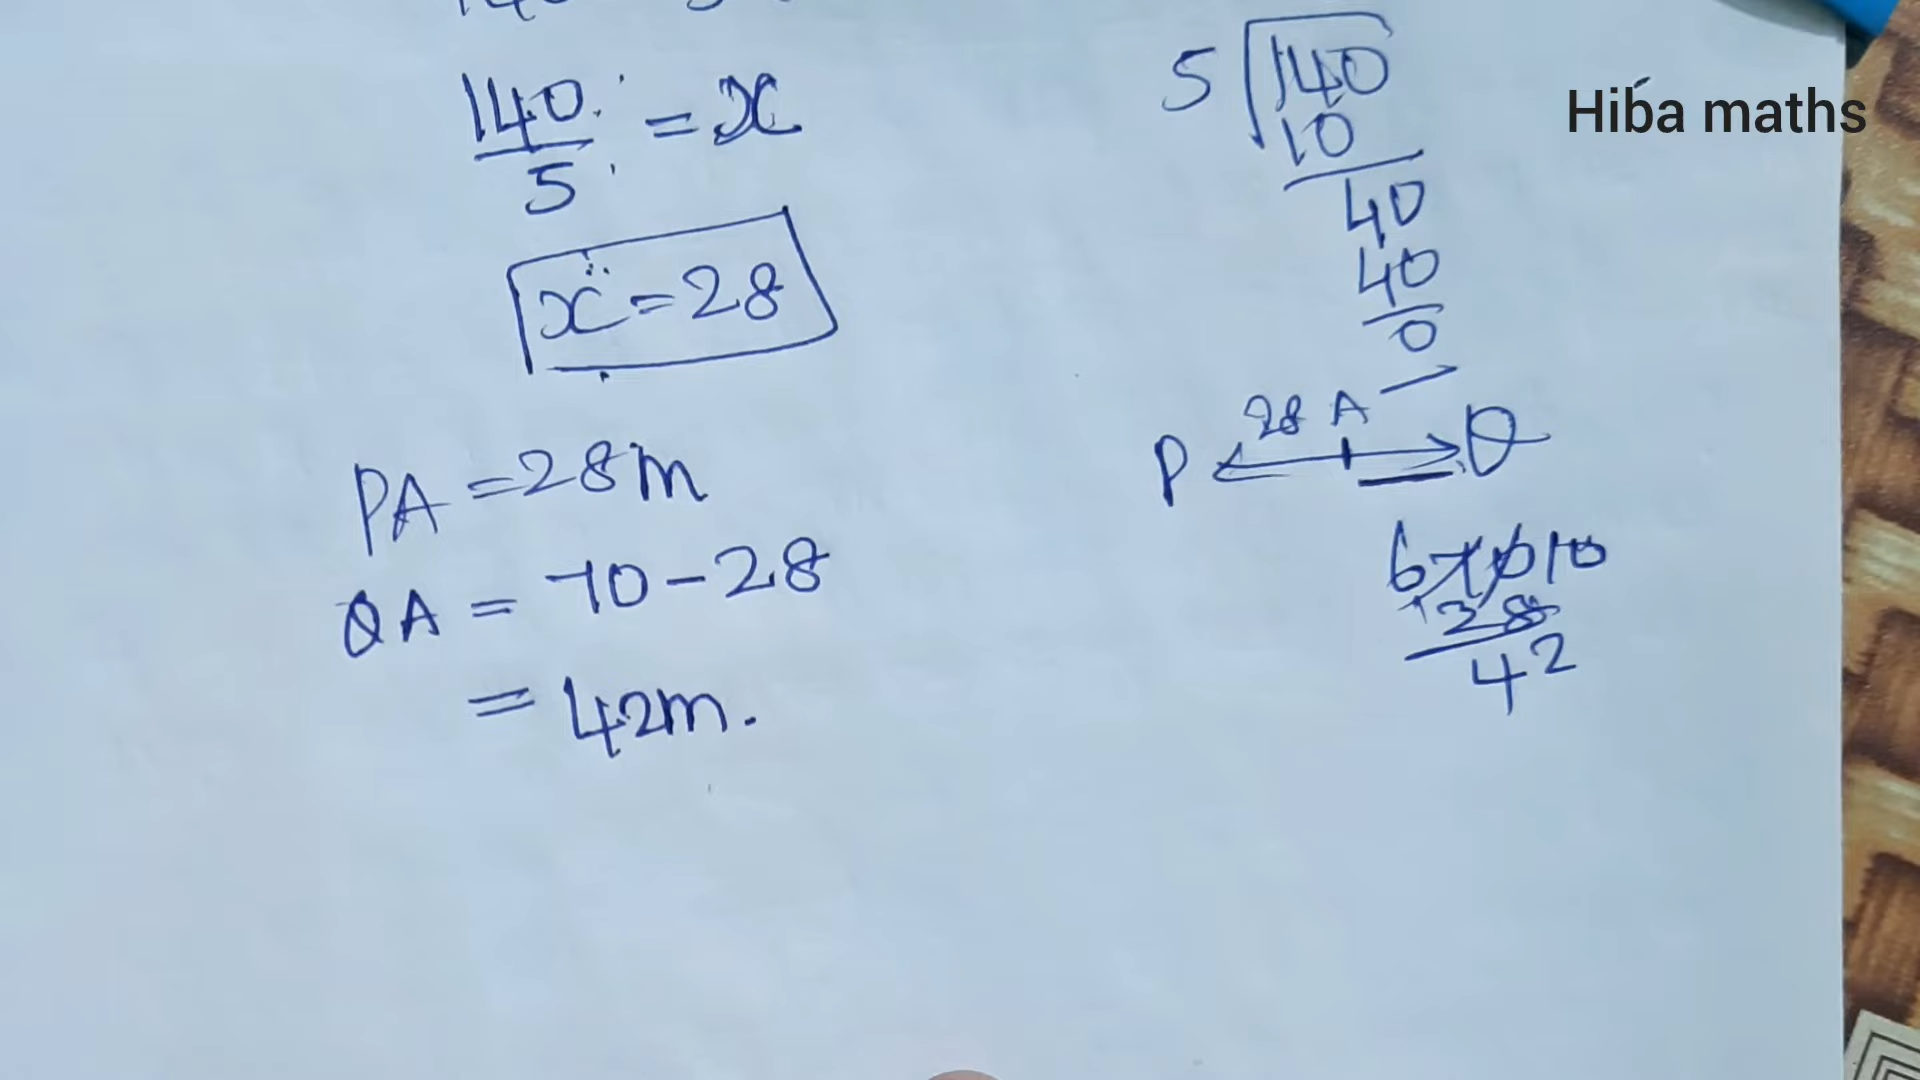 140/5 = x
x = 28
PA = 28m
QA = 70 - 28
= 42m.
5 140
10
40
40
0
28 A
P Q
6 7 0 10
28
42
Hiba maths